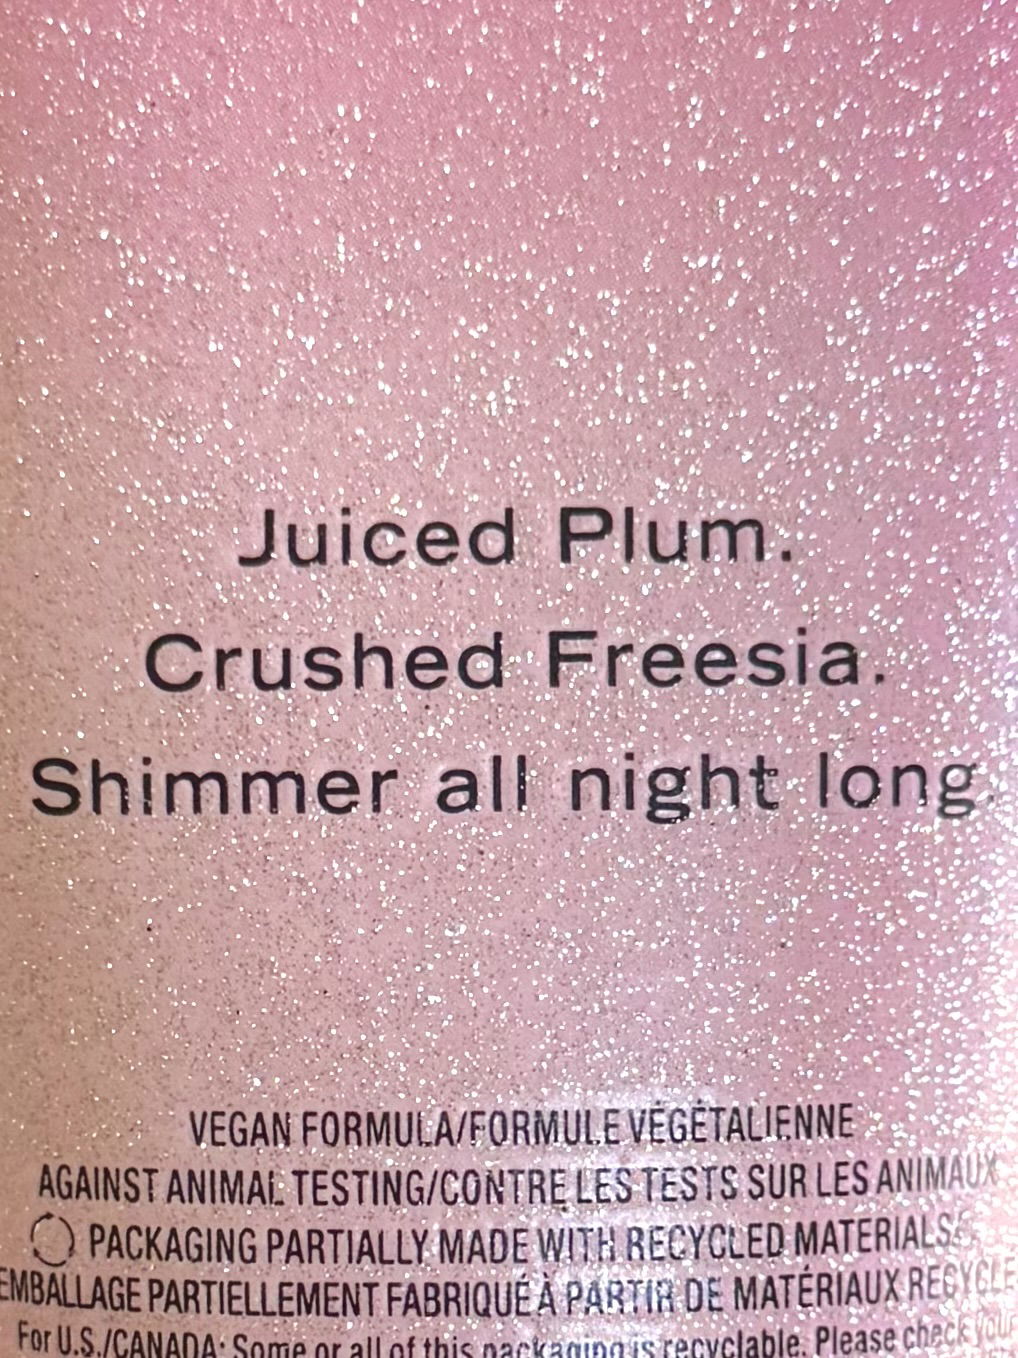 Juiced Plum.
Crushed Freesia.
Shimmer all night long.
VEGAN FORMULA/FORMULE VÉGÉTALIENNE
AGAINST ANIMAL TESTING/CONTRE LES TESTS SUR LES ANIMAUX
PACKAGING PARTIALLY MADE WITH RECYCLED MATERIALS/
EMBALLAGE PARTIELLEMENT FABRIQUÉ À PARTIR DE MATÉRIAUX RECYCLÉ
For U.S./CANADA: Some or all of this packaging is recyclable. Please check your